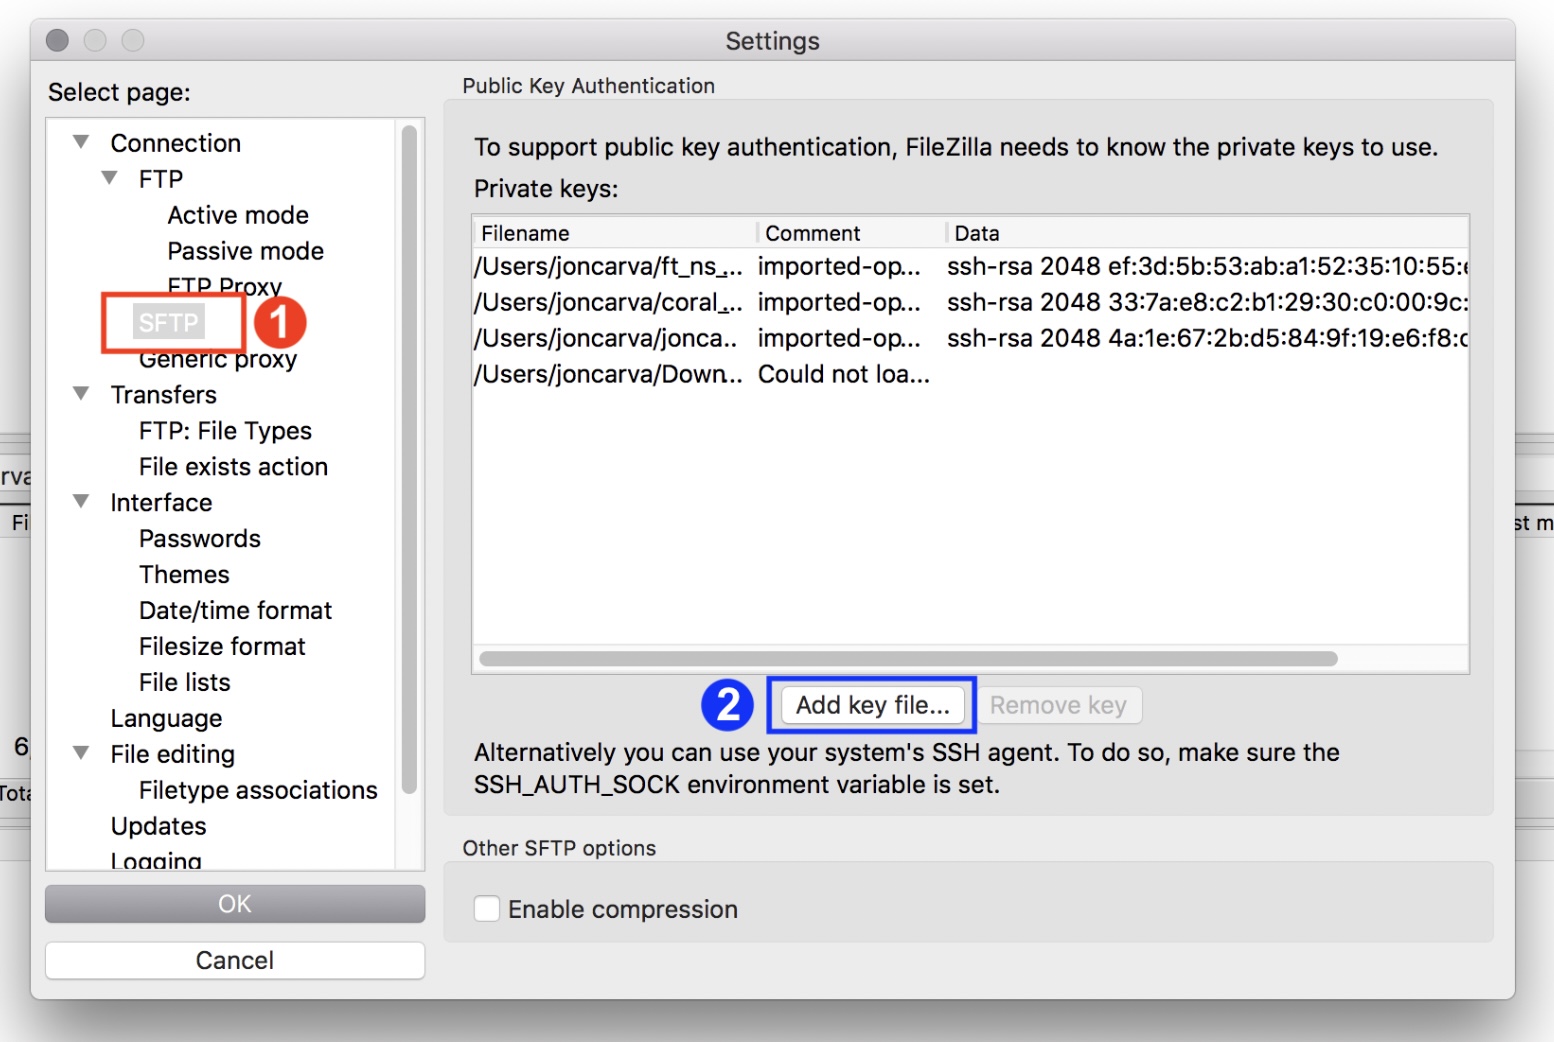 Settings
Select page:
Connection
FTP
Active mode
Passive mode
FTP Proxy
SFTP
1
Generic proxy
Transfers
FTP: File Types
File exists action
Interface
Passwords
Themes
Date/time format
Filesize format
File lists
Language
File editing
Filetype associations
Updates
Logging
OK
Cancel
Public Key Authentication
To support public key authentication, FileZilla needs to know the private keys to use.
Private keys:
Filename Comment Data
/Users/joncarva/ft_ns_... imported-op... ssh-rsa 2048 ef:3d:5b:53:ab:a1:52:35:10:55:
/Users/joncarva/coral_... imported-op... ssh-rsa 2048 33:7a:e8:c2:b1:29:30:c0:00:9c:
/Users/joncarva/jonca.. imported-op... ssh-rsa 2048 4a:1e:67:2b:d5:84:9f:19:e6:f8:
/Users/joncarva/Down... Could not loa...
2
Add key file... Remove key
Alternatively you can use your system's SSH agent. To do so, make sure the
SSH_AUTH_SOCK environment variable is set.
Other SFTP options
Enable compression
rva
Fi
6,
Tota
st m